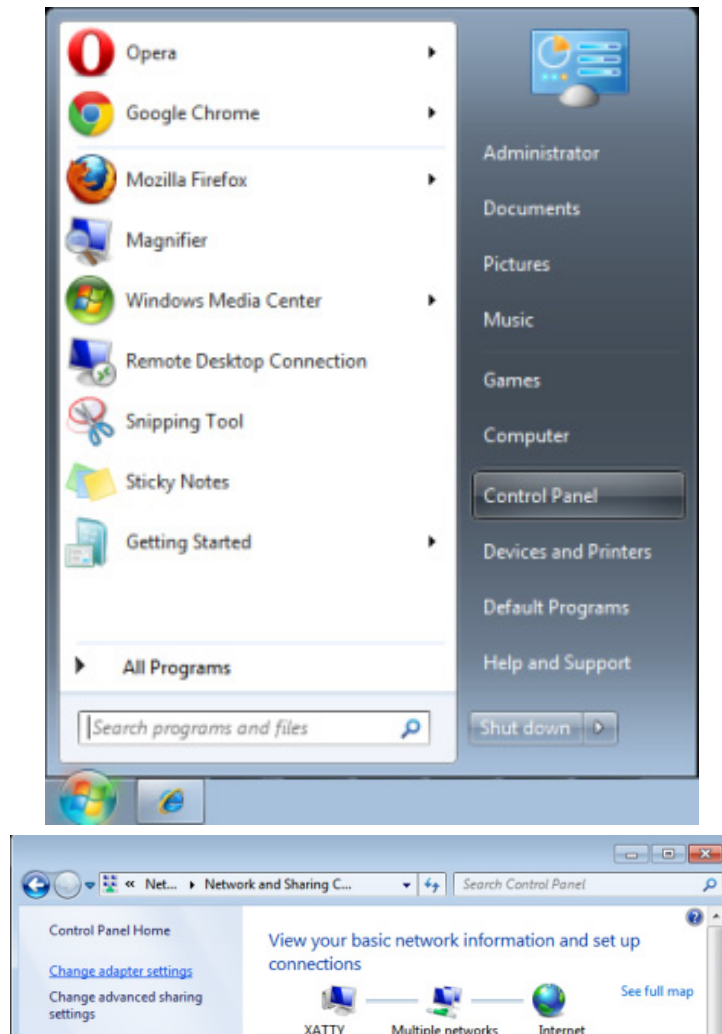 Opera
Google Chrome
Mozilla Firefox
Magnifier
Windows Media Center
Remote Desktop Connection
Snipping Tool
Sticky Notes
Getting Started
All Programs
Search programs and files
Administrator
Documents
Pictures
Music
Games
Computer
Control Panel
Devices and Printers
Default Programs
Help and Support
Shut down
« Net... Network and Sharing C...
Search Control Panel
Control Panel Home
Change adapter settings
Change advanced sharing
settings
View your basic network information and set up
connections
See full map
XATTY
Multiple networks
Internet